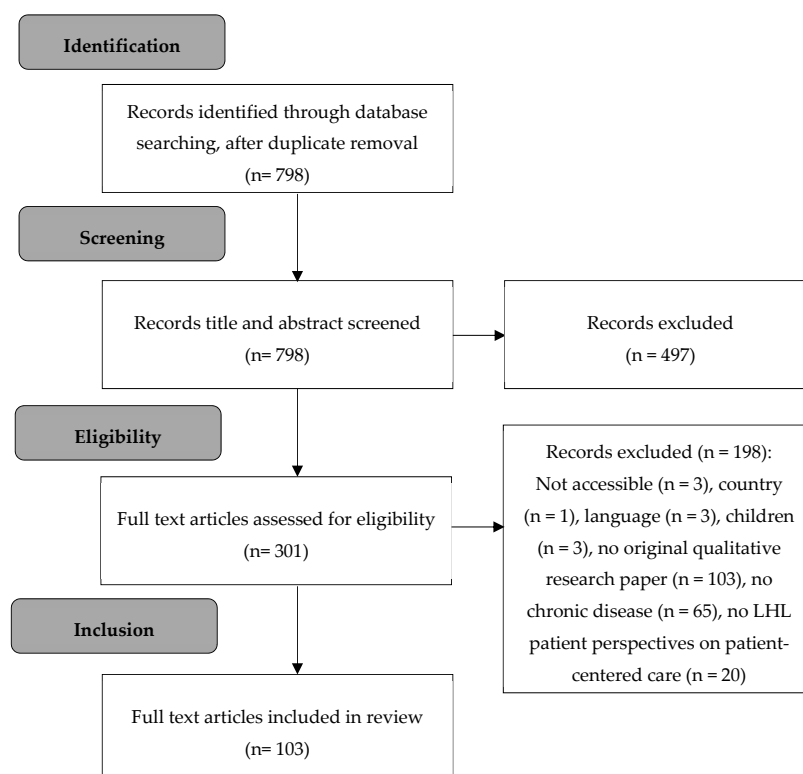 Identification
Records identified through database
searching, after duplicate removal
(n= 798)
Screening
Records title and abstract screened
(n= 798)
Records excluded
(n = 497)
Eligibility
Full text articles assessed for eligibility
(n= 301)
Records excluded (n = 198):
Not accessible (n = 3), country
(n = 1), language (n = 3), children
(n = 3), no original qualitative
research paper (n = 103), no
chronic disease (n = 65), no LHL
patient perspectives on patient-
centered care (n = 20)
Inclusion
Full text articles included in review
(n= 103)